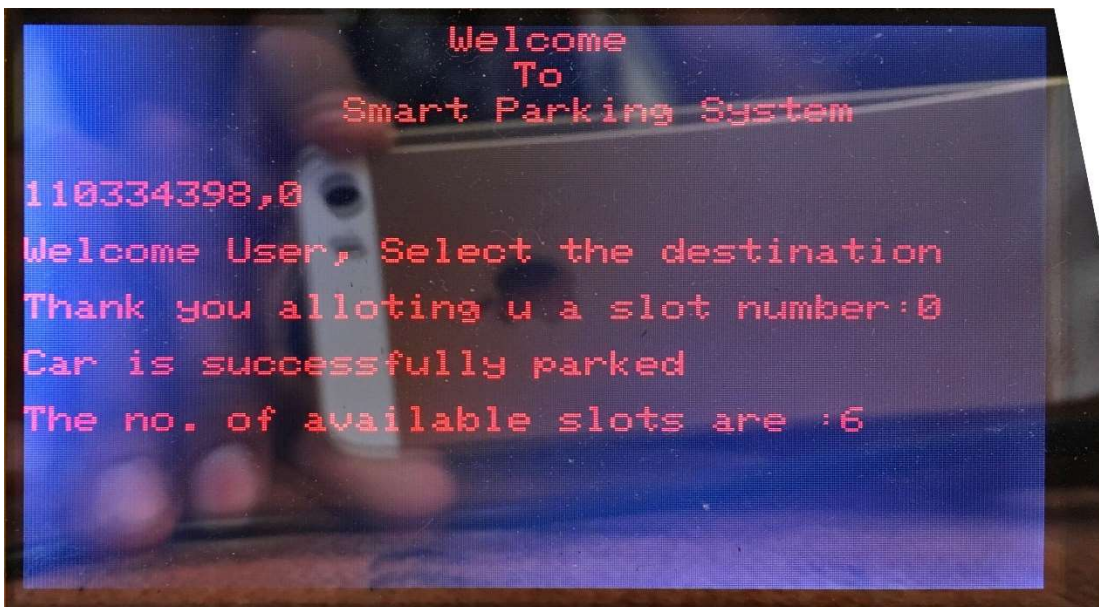 Welcome
To
Smart Parking System
110334398,0
Welcome User, Select the destination
Thank you alloting u a slot number:0
Car is successfully parked
The no. of available slots are :6